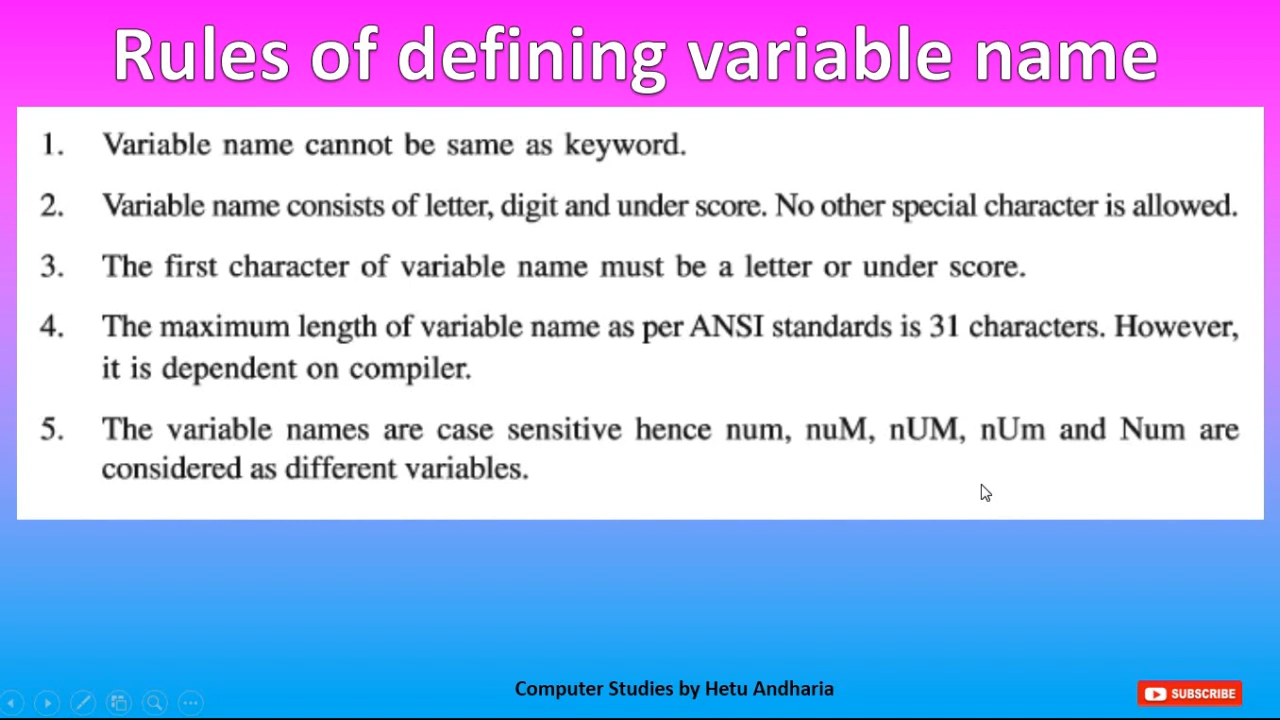 Rules of defining variable name
1. Variable name cannot be same as keyword.
2. Variable name consists of letter, digit and under score. No other special character is allowed.
3. The first character of variable name must be a letter or under score.
4. The maximum length of variable name as per ANSI standards is 31 characters. However,
it is dependent on compiler.
5. The variable names are case sensitive hence num, nuM, nUM, nUm and Num are
considered as different variables.
Computer Studies by Hetu Andharia
SUBSCRIBE